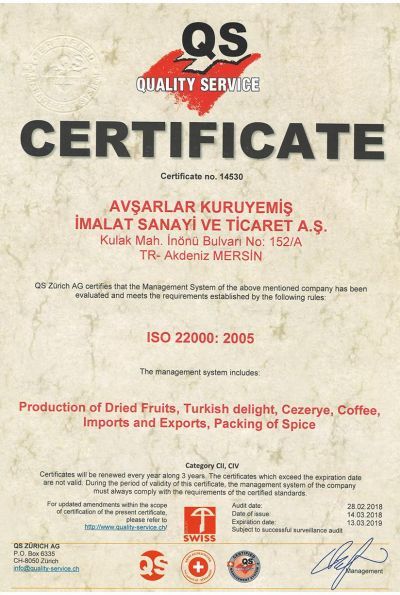 QS
QUALITY SERVICE
CERTIFICATE
Certificate no. 14530
AVŞARLAR KURUYEMİŞ
İMALAT SANAYİ VE TİCARET A.Ş.
Kulak Mah. İnönü Bulvarı No: 152/A
TR- Akdeniz MERSİN
QS Zürich AG certifies that the Management System of the above mentioned company has been
evaluated and meets the requirements established by the following rules:
ISO 22000: 2005
The management system includes:
Production of Dried Fruits, Turkish delight, Cezerye, Coffee,
Imports and Exports, Packing of Spice
Category CII, CIV
Certificates will be renewed every year along 3 years. The certificates which exceed the expiration date
are not valid. During the period of validity of this certificate, the management system of the company
must always comply with the requirements of the certified standards.
For updated amendments within the scope
of certification of the present certificate,
please refer to
http://www.quality-service.ch/
SWISS
Audit date: 28.02.2018
Date of issue: 14.03.2018
Expiration date: 13.03.2019
Subject to successful surveillance audit
QS ZÜRICH AG
P.O. Box 6335
CH-8050 Zürich
info@quality-service.ch
QS
QS
Management